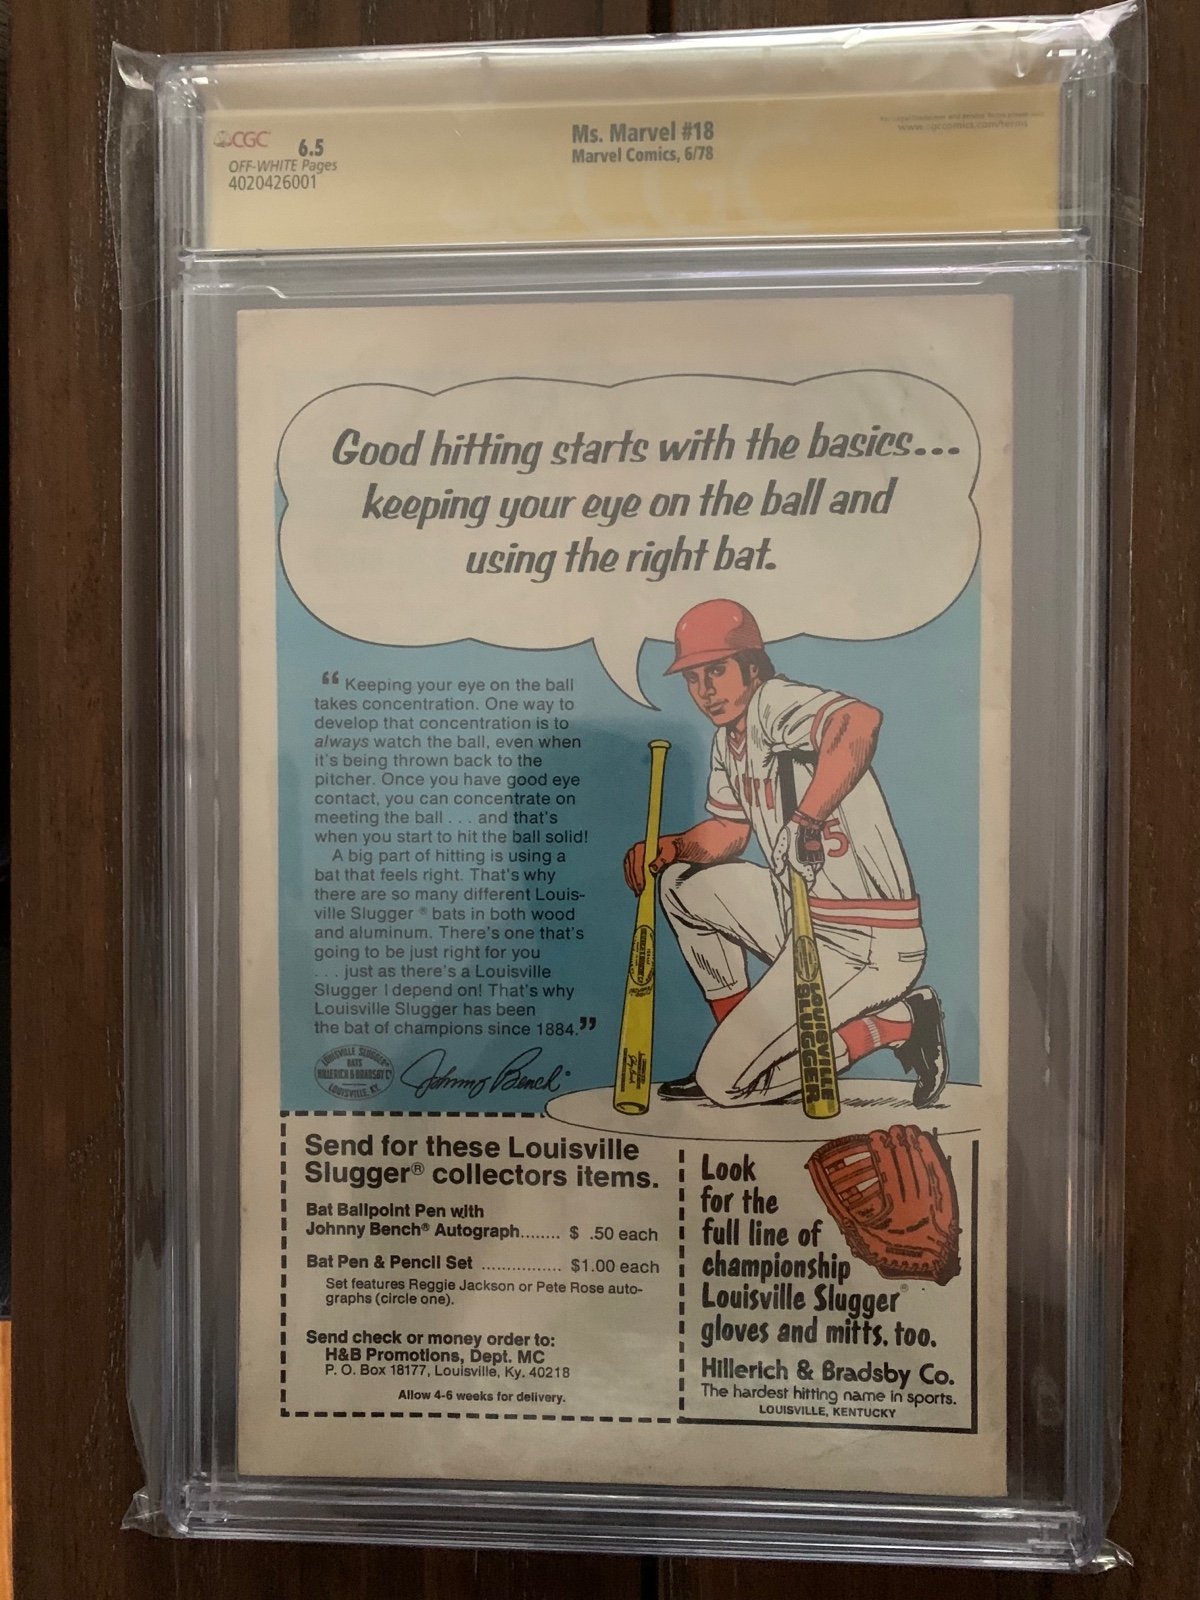 CGC 6.5
OFF-WHITE Pages
4020426001
Ms. Marvel #18
Marvel Comics, 6/78
www.cgccomics.com/terms
Good hitting starts with the basics...
keeping your eye on the ball and
using the right bat.
“ Keeping your eye on the ball
takes concentration. One way to
develop that concentration is to
always watch the ball, even when
it's being thrown back to the
pitcher. Once you have good eye
contact, you can concentrate on
meeting the ball . . . and that's
when you start to hit the ball solid!
A big part of hitting is using a
bat that feels right. That's why
there are so many different Louis-
ville Slugger ® bats in both wood
and aluminum. There's one that's
going to be just right for you
. . . just as there's a Louisville
Slugger I depend on! That's why
Louisville Slugger has been
the bat of champions since 1884.”
LOUISVILLE SLUGGER
BATS
HILLERICH & BRADSBY Co
LOUISVILLE, KY.
Johnny Bench
5
LOUISVILLE
SLUGGER
Send for these Louisville
Slugger® collectors items.
Bat Ballpoint Pen with
Johnny Bench® Autograph........ $ .50 each
Bat Pen & Pencil Set ................ $1.00 each
Set features Reggie Jackson or Pete Rose auto-
graphs (circle one).
Send check or money order to:
H&B Promotions, Dept. MC
P. O. Box 18177, Louisville, Ky. 40218
Allow 4-6 weeks for delivery.
Look
for the
full line of
championship
Louisville Slugger®
gloves and mitts, too.
Hillerich & Bradsby Co.
The hardest hitting name in sports.
LOUISVILLE, KENTUCKY